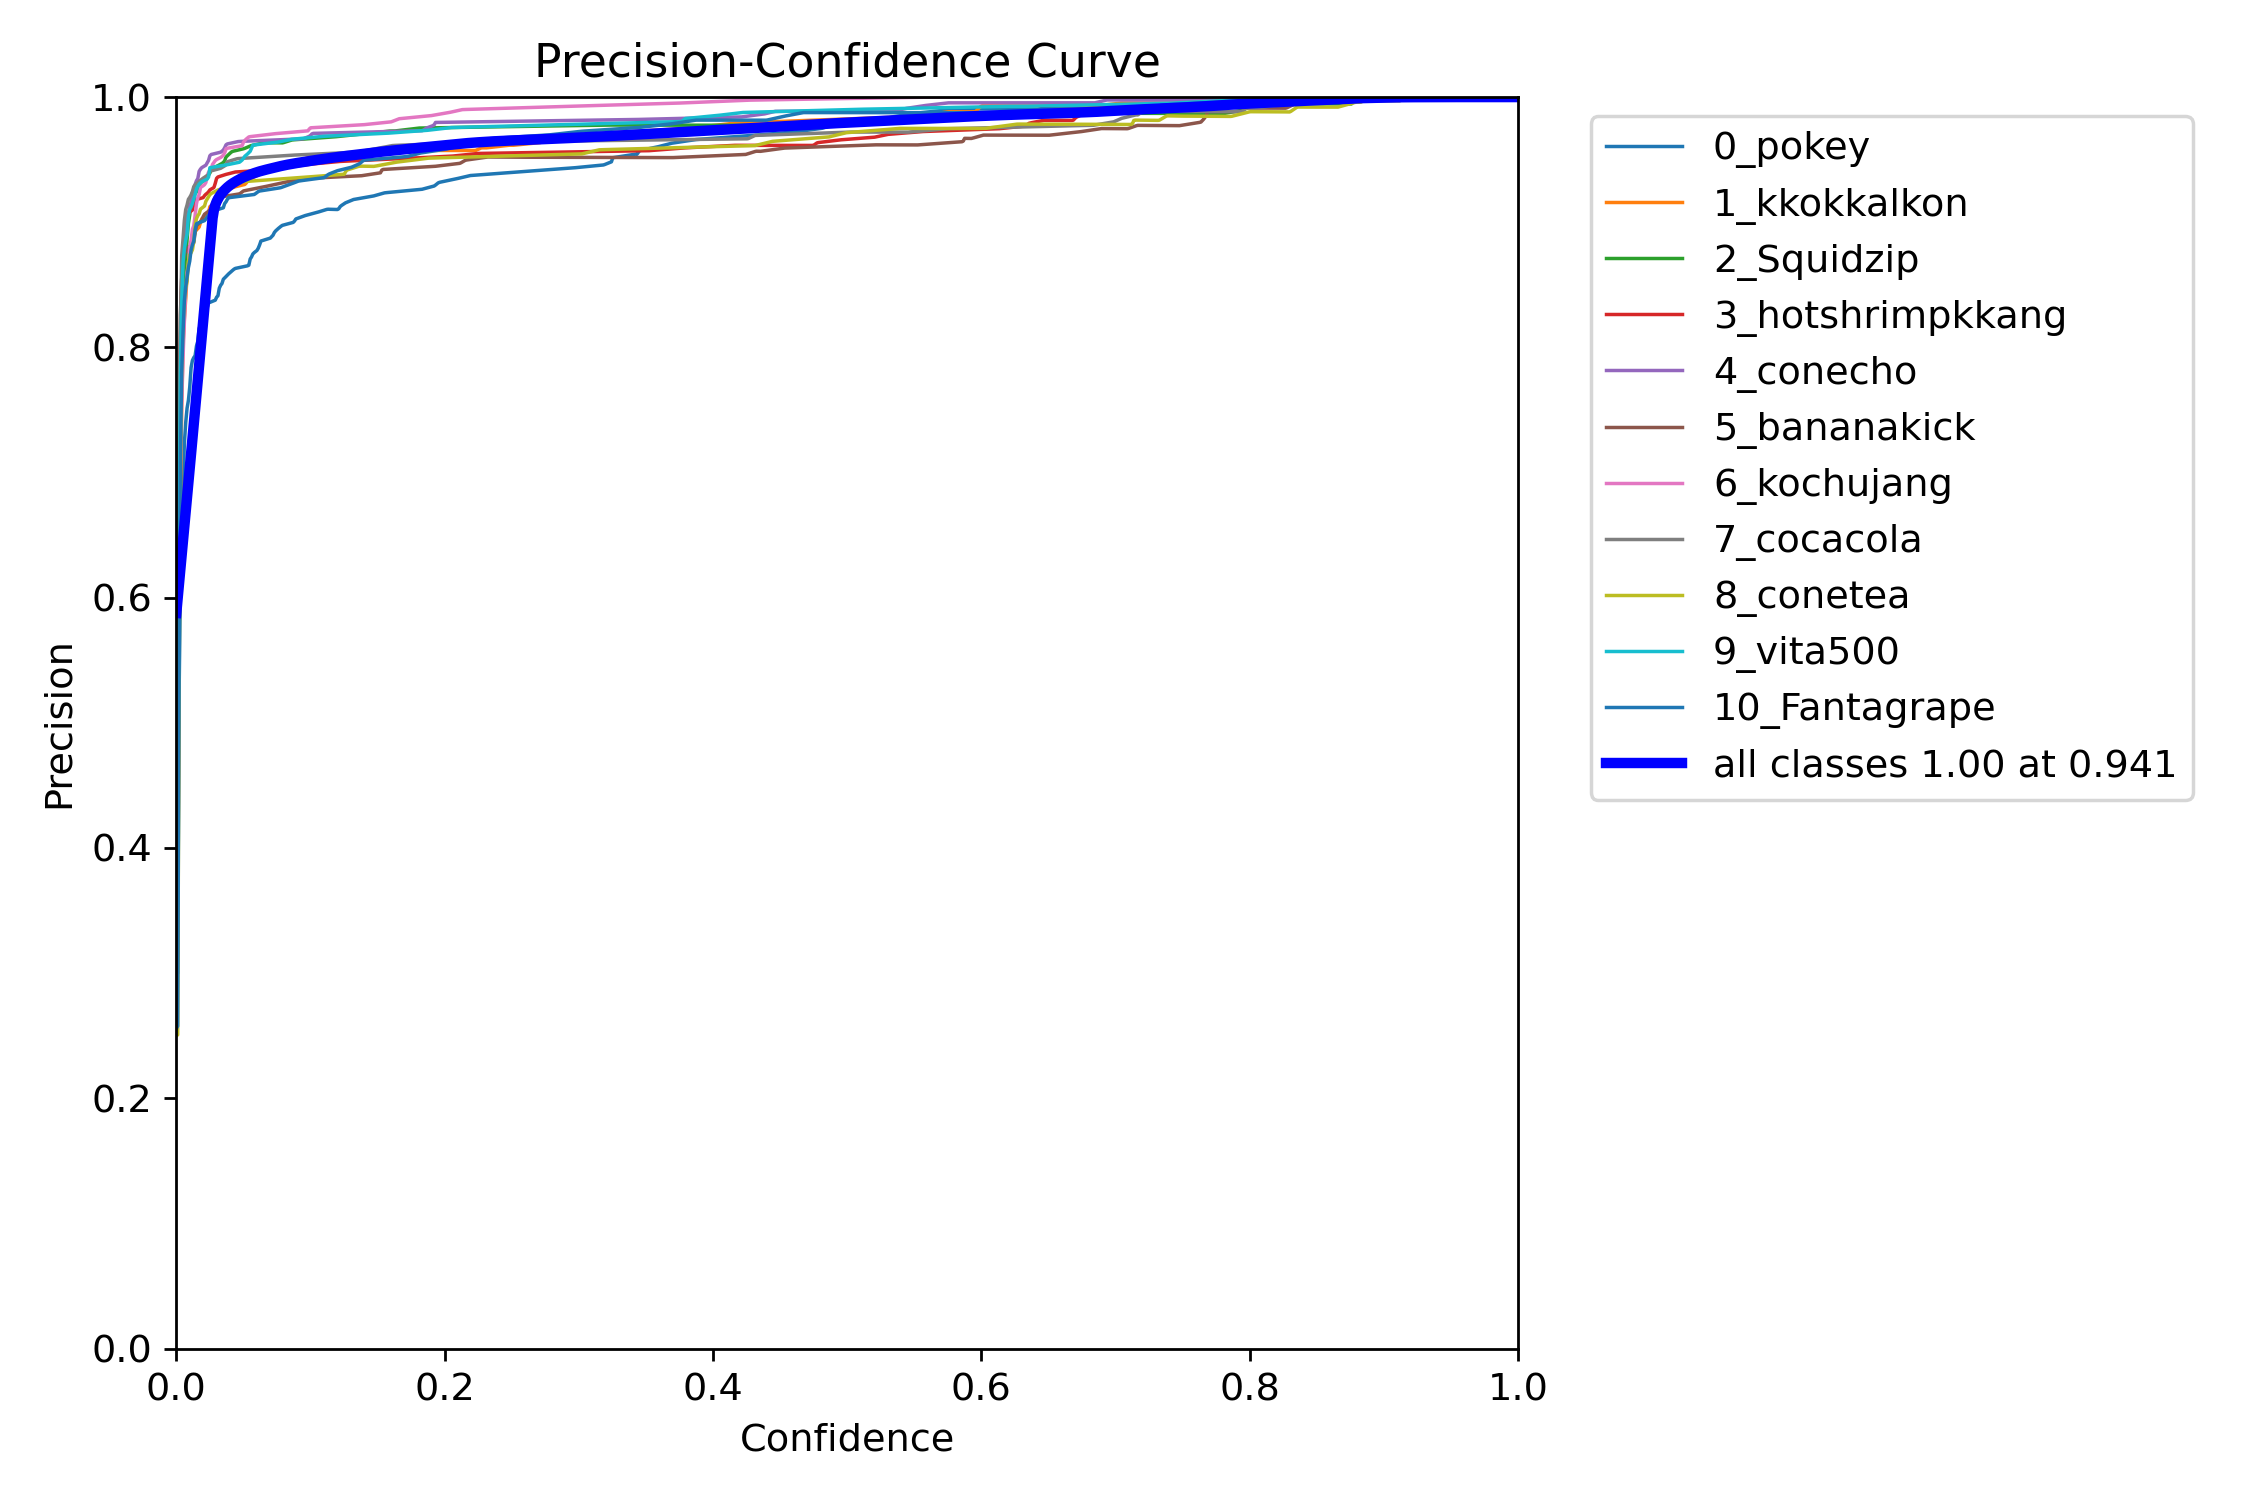 Precision-Confidence Curve
1.0
0.8
0.6
0.4
0.2
0.0
Precision
0.0 0.2 0.4 0.6 0.8 1.0
Confidence
0_pokey
1_kkokkalkon
2_Squidzip
3_hotshrimpkkang
4_conecho
5_bananakick
6_kochujang
7_cocacola
8_conetea
9_vita500
10_Fantagrape
all classes 1.00 at 0.941